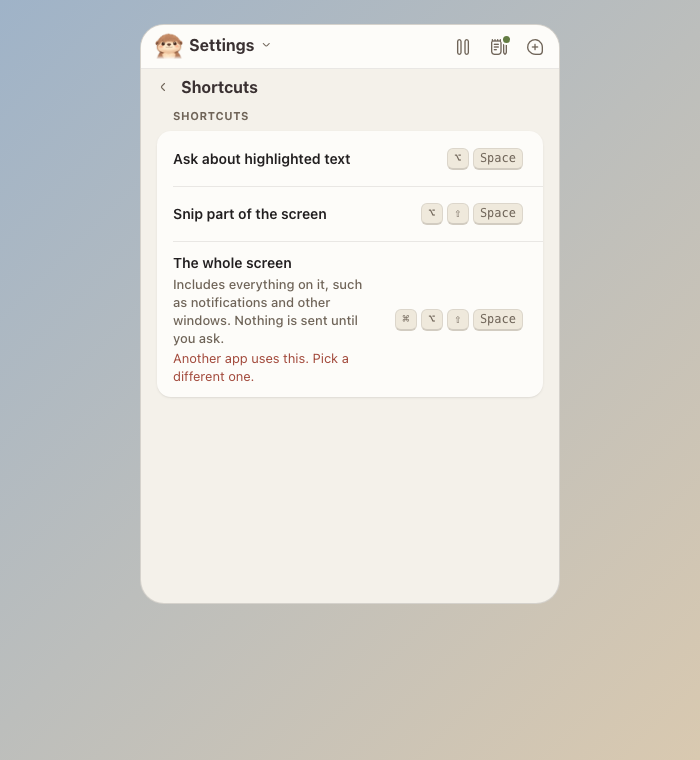 Settings
Shortcuts
SHORTCUTS
Ask about highlighted text
⌥ Space
Snip part of the screen
⌥ ⇧ Space
The whole screen
Includes everything on it, such
as notifications and other
windows. Nothing is sent until
you ask.
⌘ ⌥ ⇧ Space
Another app uses this. Pick a
different one.